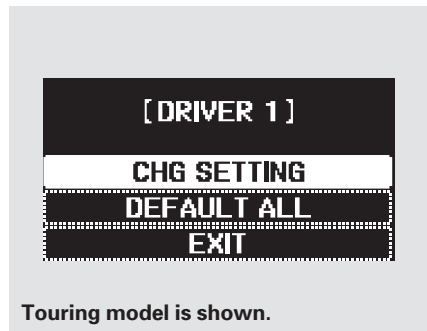 [DRIVER 1]
CHG SETTING
DEFAULT ALL
EXIT
Touring model is shown.